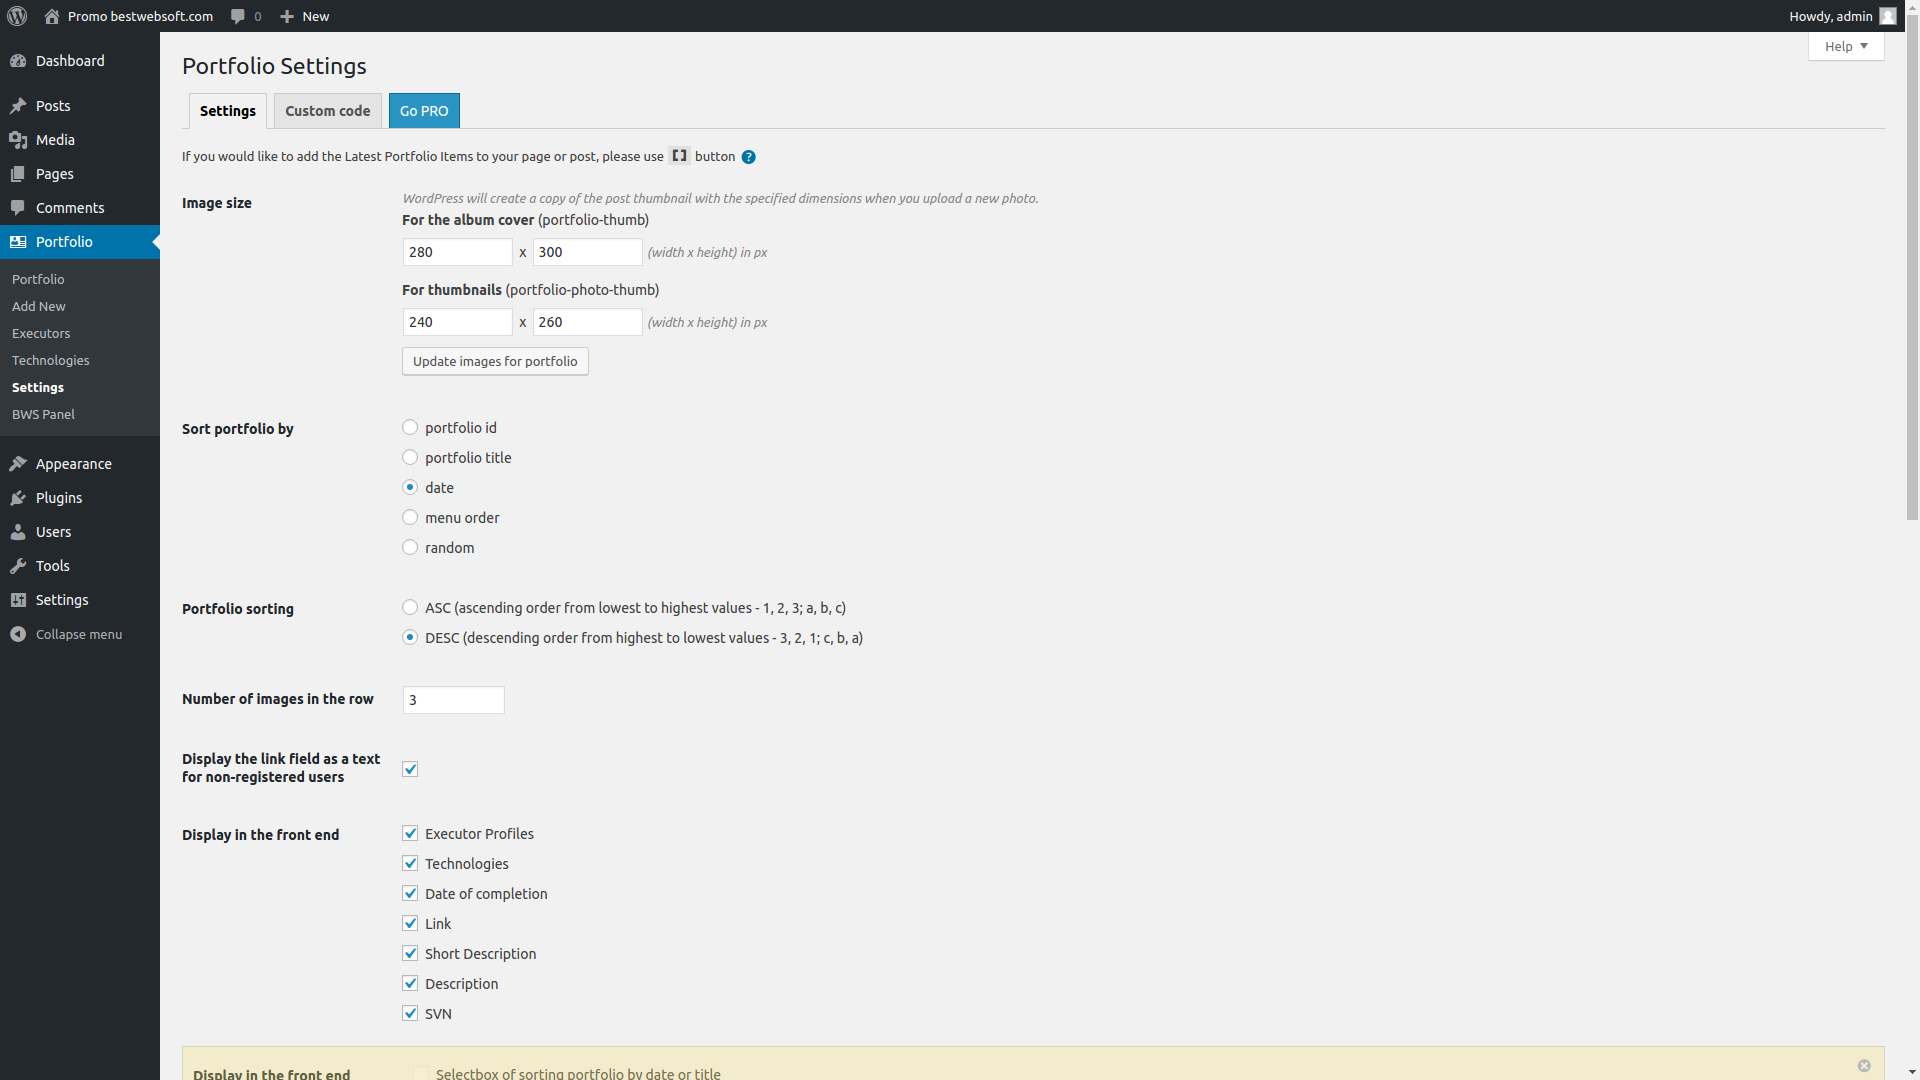 Promo bestwebsoft.com 0 New Howdy, admin
Help
Dashboard
Posts
Media
Pages
Comments
Portfolio
Portfolio
Add New
Executors
Technologies
Settings
BWS Panel
Appearance
Plugins
Users
Tools
Settings
Collapse menu
Portfolio Settings
Settings Custom code Go PRO
If you would like to add the Latest Portfolio Items to your page or post, please use [] button ?
Image size
WordPress will create a copy of the post thumbnail with the specified dimensions when you upload a new photo.
For the album cover (portfolio-thumb)
280 x 300 (width x height) in px
For thumbnails (portfolio-photo-thumb)
240 x 260 (width x height) in px
Update images for portfolio
Sort portfolio by
portfolio id
portfolio title
date
menu order
random
Portfolio sorting
ASC (ascending order from lowest to highest values - 1, 2, 3; a, b, c)
DESC (descending order from highest to lowest values - 3, 2, 1; c, b, a)
Number of images in the row 3
Display the link field as a text
for non-registered users
Display in the front end
Executor Profiles
Technologies
Date of completion
Link
Short Description
Description
SVN
Display in the front end Selectbox of sorting portfolio by date or title